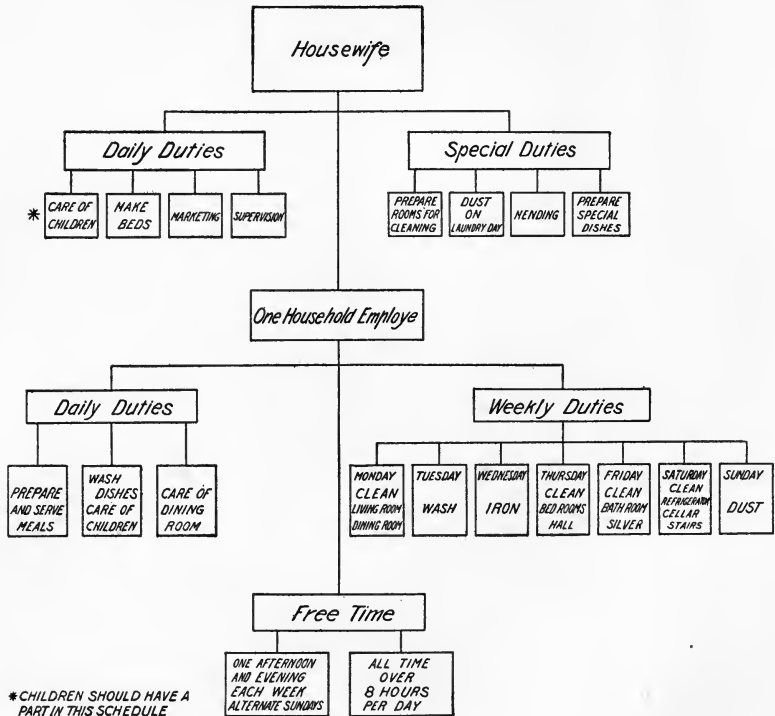 Housewife
Daily Duties
Special Duties
*
CARE OF
CHILDREN
MAKE
BEDS
MARKETING
SUPERVISION
PREPARE
ROOMS FOR
CLEANING
DUST
ON
LAUNDRY DAY
MENDING
PREPARE
SPECIAL
DISHES
One Household Employe
Daily Duties
Weekly Duties
PREPARE
AND SERVE
MEALS
WASH
DISHES
CARE OF
CHILDREN
CARE OF
DINING
ROOM
MONDAY
CLEAN
LIVING ROOM
DINING ROOM
TUESDAY
WASH
WEDNESDAY
IRON
THURSDAY
CLEAN
BED ROOMS
HALL
FRIDAY
CLEAN
BATH ROOM
SILVER
SATURDAY
CLEAN
REFRIGERATOR
CELLAR
STAIRS
SUNDAY
DUST
Free Time
ONE AFTERNOON
AND EVENING
EACH WEEK
ALTERNATE SUNDAYS
ALL TIME
OVER
8 HOURS
PER DAY
* CHILDREN SHOULD HAVE A
PART IN THIS SCHEDULE